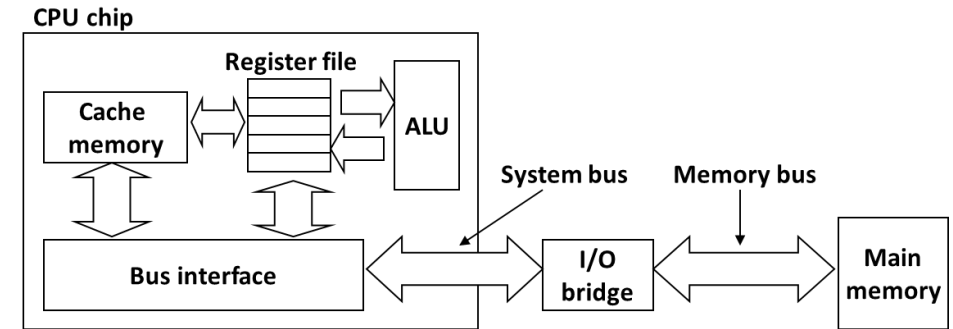 CPU chip
Register file
Cache
memory
ALU
System bus
Memory bus
Bus interface
I/O
bridge
Main
memory